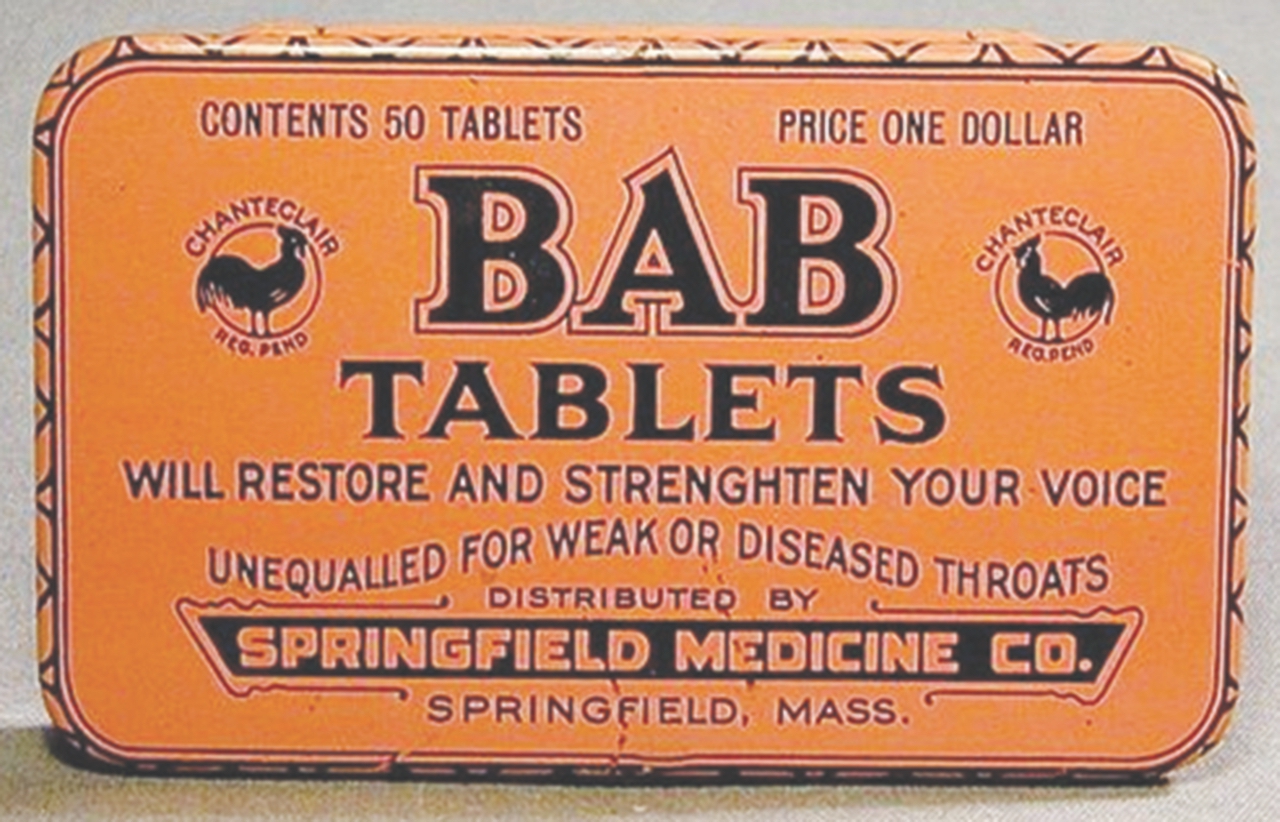 CONTENTS 50 TABLETS PRICE ONE DOLLAR
CHANTECLAIR
REG. PEND
BAB
CHANTECLAIR
REG. PEND
TABLETS
WILL RESTORE AND STRENGHTEN YOUR VOICE
UNEQUALLED FOR WEAK OR DISEASED THROATS
DISTRIBUTED BY
SPRINGFIELD MEDICINE CO.
SPRINGFIELD, MASS.